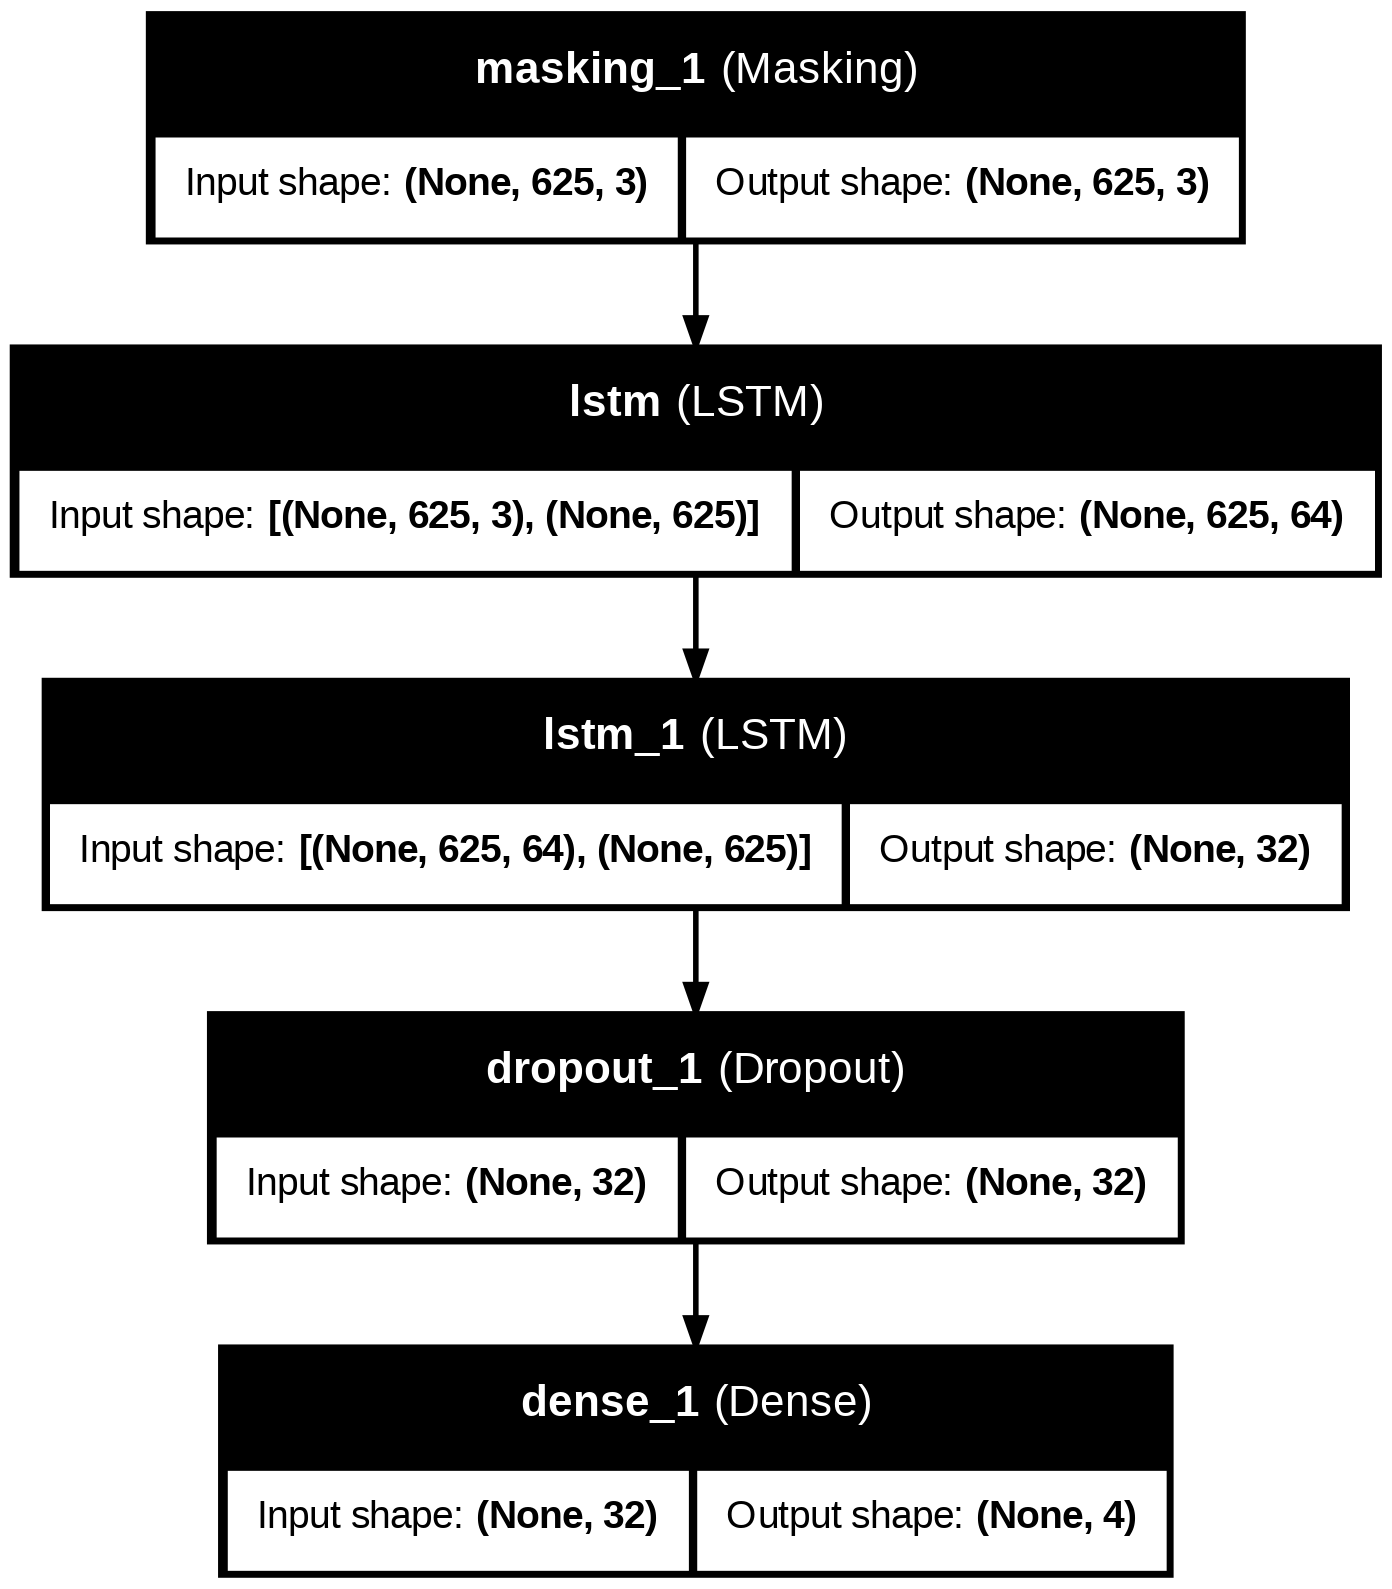 masking_1 (Masking)
Input shape: (None, 625, 3) Output shape: (None, 625, 3)
lstm (LSTM)
Input shape: [(None, 625, 3), (None, 625)] Output shape: (None, 625, 64)
lstm_1 (LSTM)
Input shape: [(None, 625, 64), (None, 625)] Output shape: (None, 32)
dropout_1 (Dropout)
Input shape: (None, 32) Output shape: (None, 32)
dense_1 (Dense)
Input shape: (None, 32) Output shape: (None, 4)